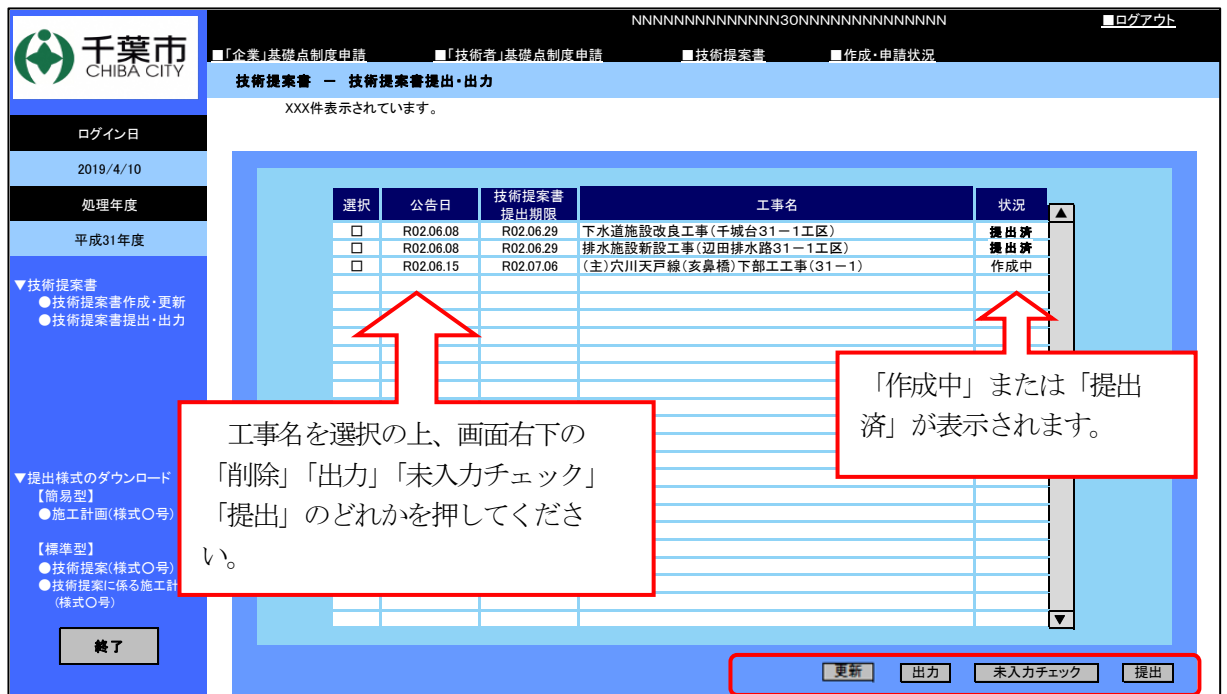 NNNNNNNNNNNNNN30NNNNNNNNNNNNNN
■ログアウト
千葉市
CHIBA CITY
■「企業」基礎点制度申請 ■「技術者」基礎点制度申請 ■技術提案書 ■作成・申請状況
技術提案書 － 技術提案書提出・出力
XXX件表示されています。
ログイン日
2019/4/10
処理年度
平成31年度
▼技術提案書
●技術提案書作成・更新
●技術提案書提出・出力
▼提出様式のダウンロード
【簡易型】
●施工計画(様式〇号)
【標準型】
●技術提案(様式〇号)
●技術提案に係る施工計
(様式〇号)
終了
選択 公告日 技術提案書 工事名 状況
提出期限
▲
□ R02.06.08 R02.06.29 下水道施設改良工事(千城台31－1工区) 提出済
□ R02.06.08 R02.06.29 排水施設新設工事(辺田排水路31－1工区) 提出済
□ R02.06.15 R02.07.06 (主)穴川天戸線(亥鼻橋)下部工工事(31－1) 作成中
「作成中」または「提出
済」が表示されます。
工事名を選択の上、画面右下の
「削除」「出力」「未入力チェック」
「提出」のどれかを押してくださ
い。
▼
更新 出力 未入力チェック 提出